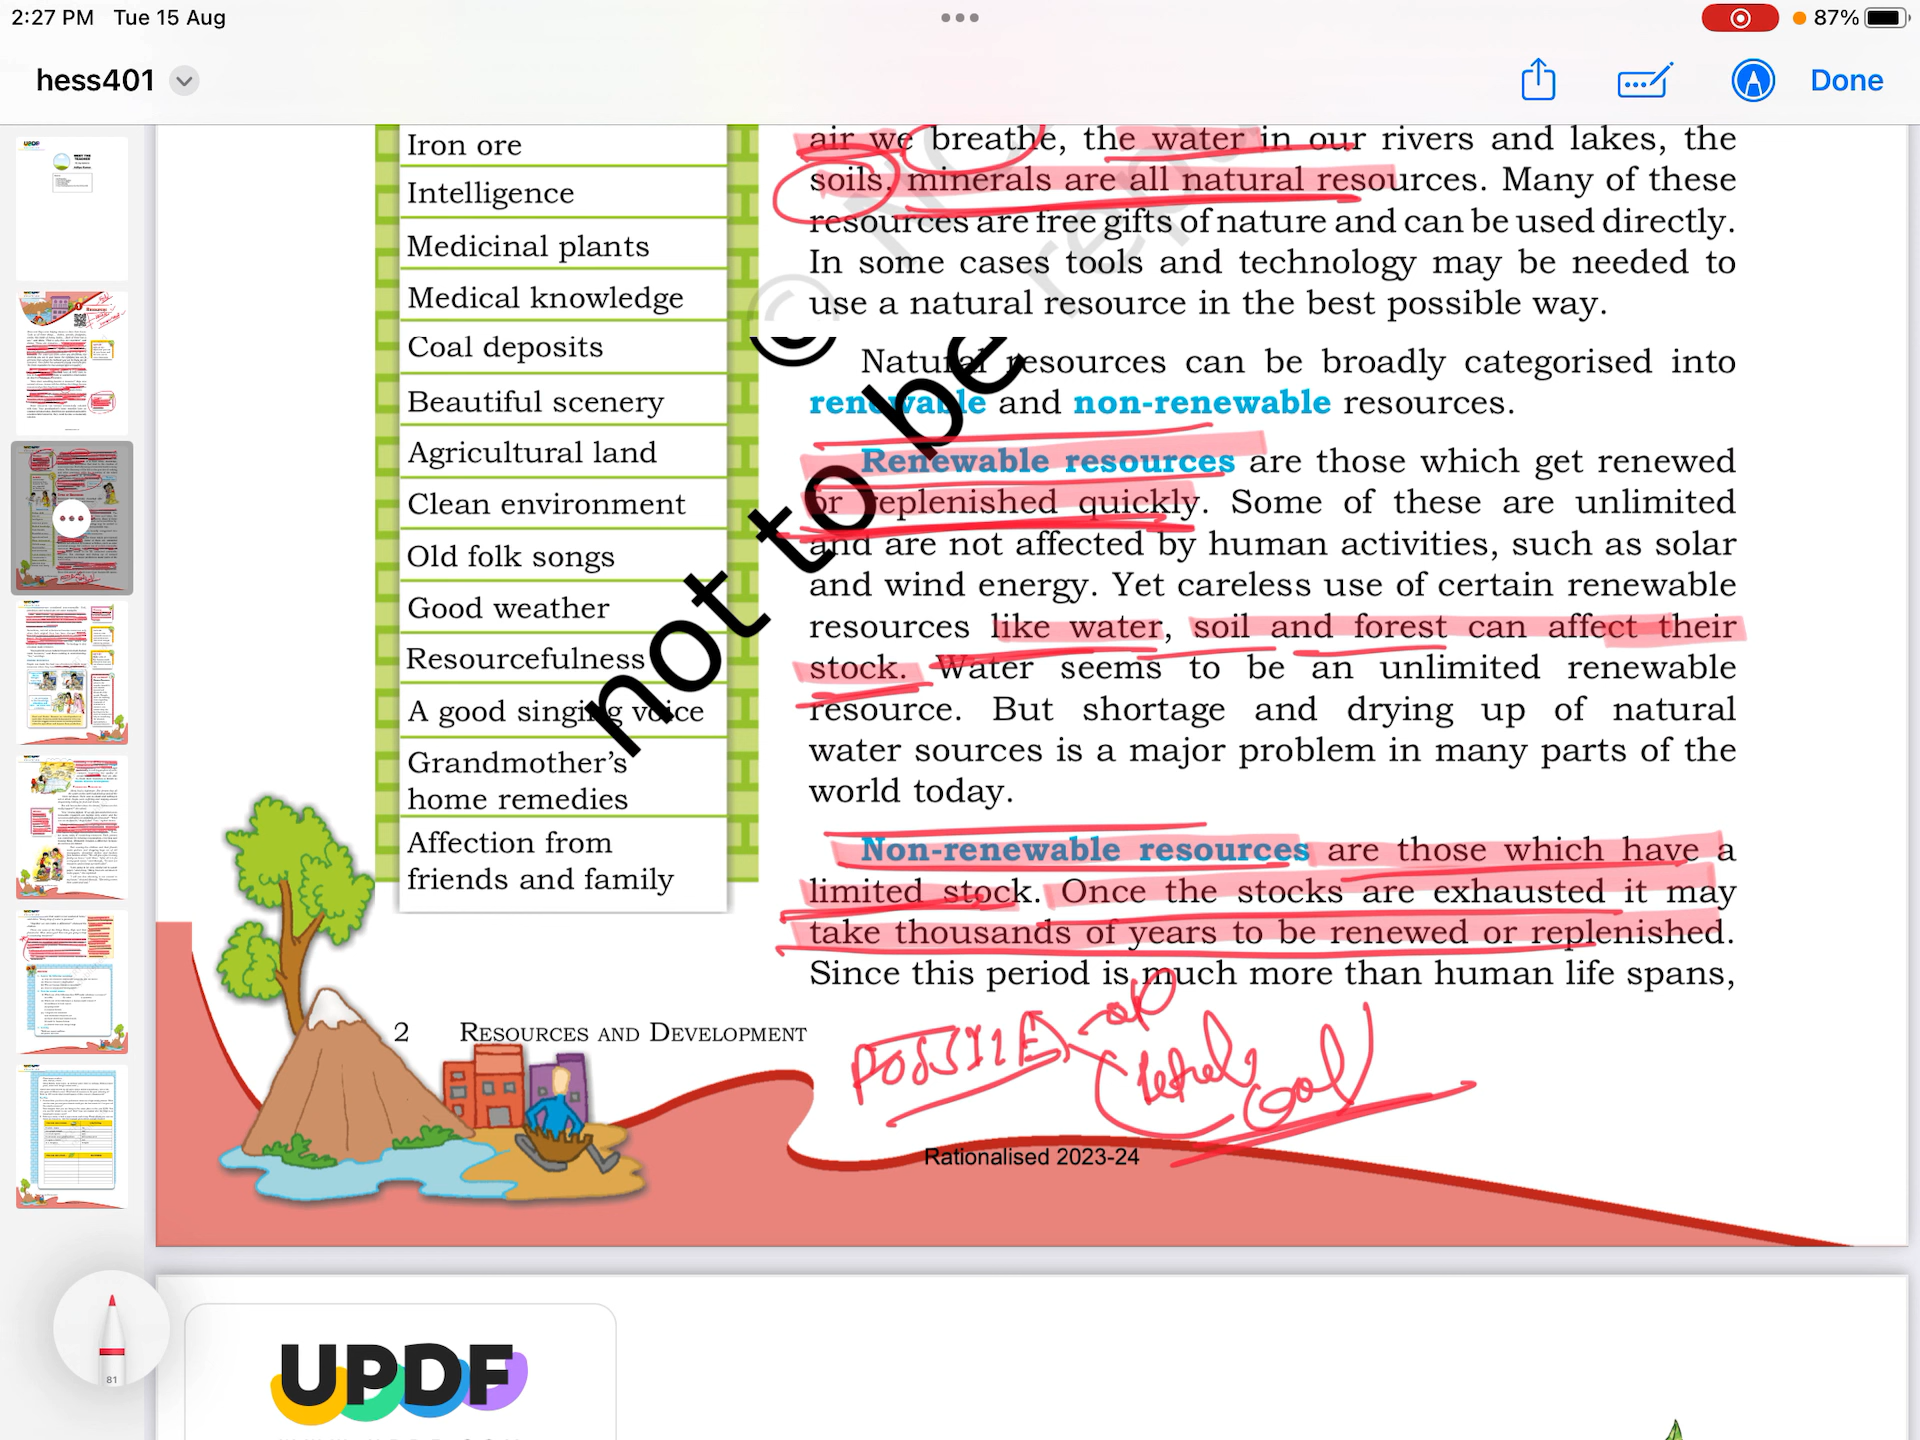 2:27 PM Tue 15 Aug
87%
hess401
Done
Iron ore
Intelligence
Medicinal plants
Medical knowledge
Coal deposits
Beautiful scenery
Agricultural land
Clean environment
Old folk songs
Good weather
Resourcefulness
A good singing voice
Grandmother's
home remedies
Affection from
friends and family
air we breathe, the water in our rivers and lakes, the
soils, minerals are all natural resources. Many of these
resources are free gifts of nature and can be used directly.
In some cases tools and technology may be needed to
use a natural resource in the best possible way.
Natural resources can be broadly categorised into
renewable and non-renewable resources.
Renewable resources are those which get renewed
or replenished quickly. Some of these are unlimited
and are not affected by human activities, such as solar
and wind energy. Yet careless use of certain renewable
resources like water, soil and forest can affect their
stock. Water seems to be an unlimited renewable
resource. But shortage and drying up of natural
water sources is a major problem in many parts of the
world today.
Non-renewable resources are those which have a
limited stock. Once the stocks are exhausted it may
take thousands of years to be renewed or replenished.
Since this period is much more than human life spans,
not to be
©
2 Resources and Development
Rationalised 2023-24
81
UPDF